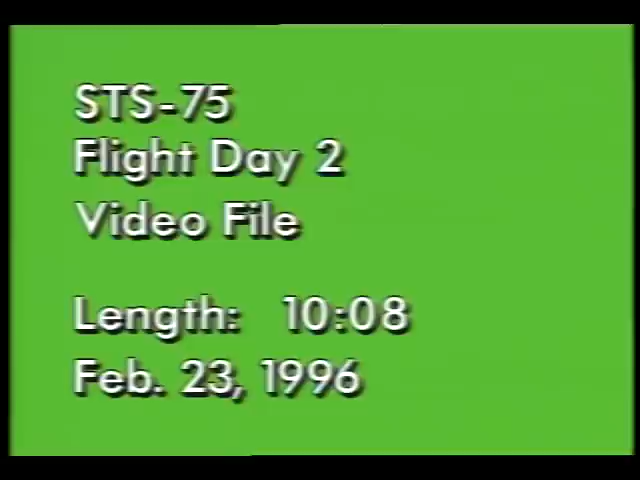 STS-75
Flight Day 2
Video File
Length: 10:08
Feb. 23, 1996